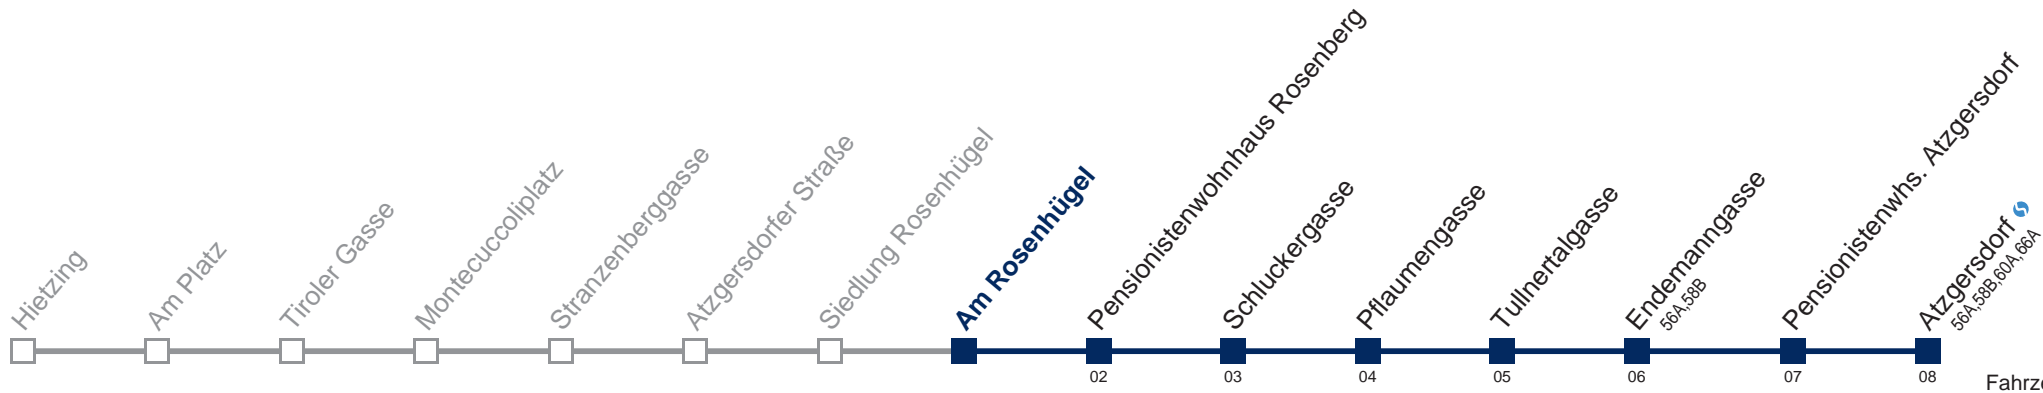 Hietzing
Am Platz
Tiroler Gasse
Montecuccoliplatz
Stranzenberggasse
Atzgersdorfer Straße
Siedlung Rosenhügel
Am Rosenhügel
Pensionistenwohnhaus Rosenberg
Schluckergasse
Pflaumengasse
Tullnertalgasse
Endemanngasse
56A,58B
Pensionistenwhs. Atzgersdorf
Atzgersdorf
56A,58B,60A,66A
02
03
04
05
06
07
08